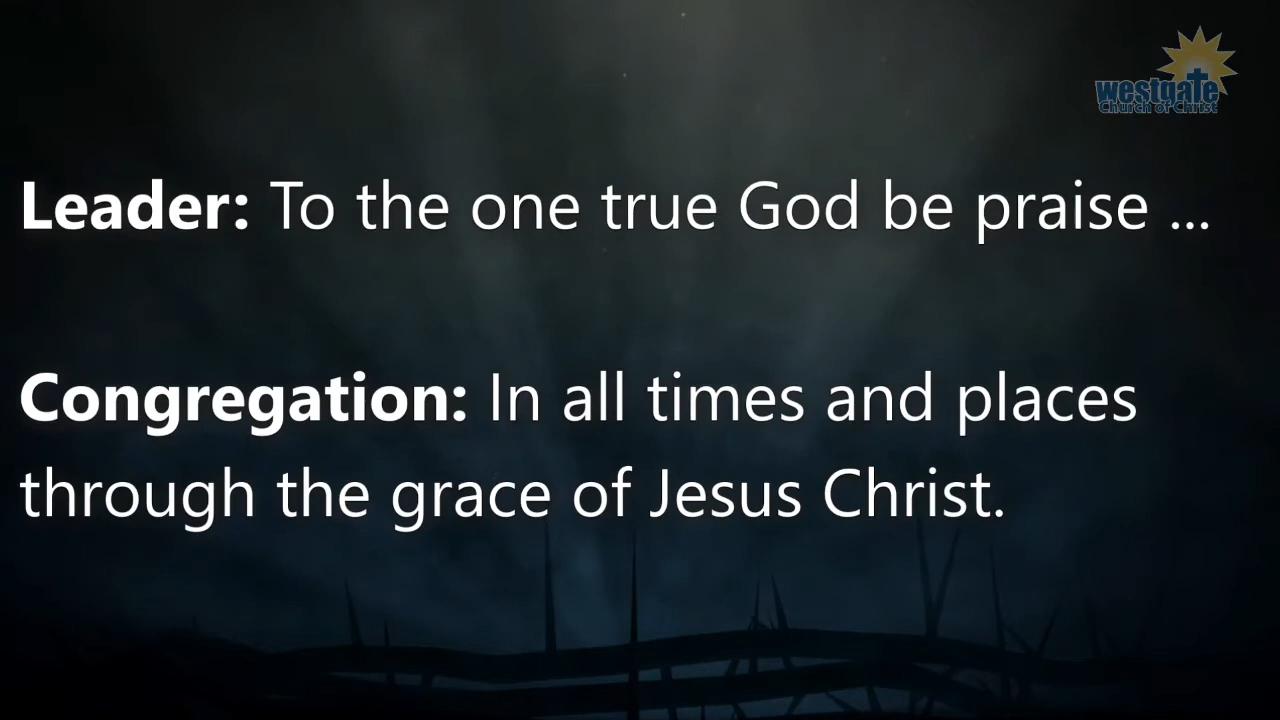 westgate
Church of Christ
Leader: To the one true God be praise ...
Congregation: In all times and places
through the grace of Jesus Christ.